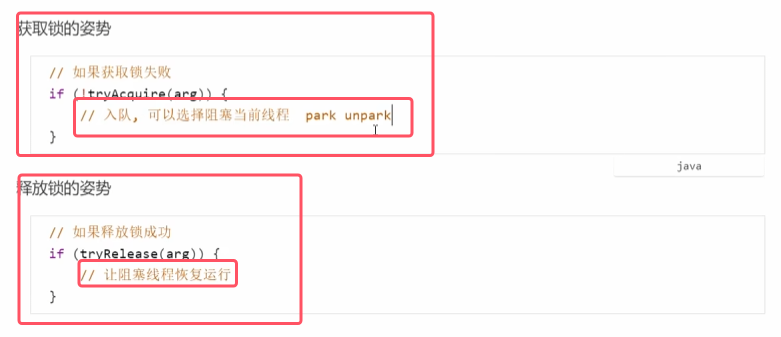 获取锁的姿势
// 如果获取锁失败
if (!tryAcquire(arg)) {
// 入队, 可以选择阻塞当前线程 park unpark
}
java
释放锁的姿势
// 如果释放锁成功
if (tryRelease(arg)) {
// 让阻塞线程恢复运行
}